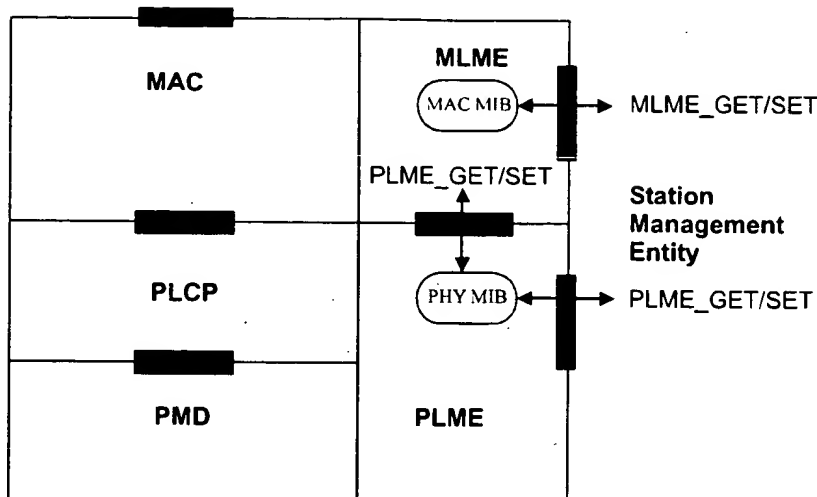 MLME
MAC
MAC MIB
MLME_GET/SET
PLME_GET/SET
Station
Management
Entity
PLCP
PHY MIB
PLME_GET/SET
PMD
PLME